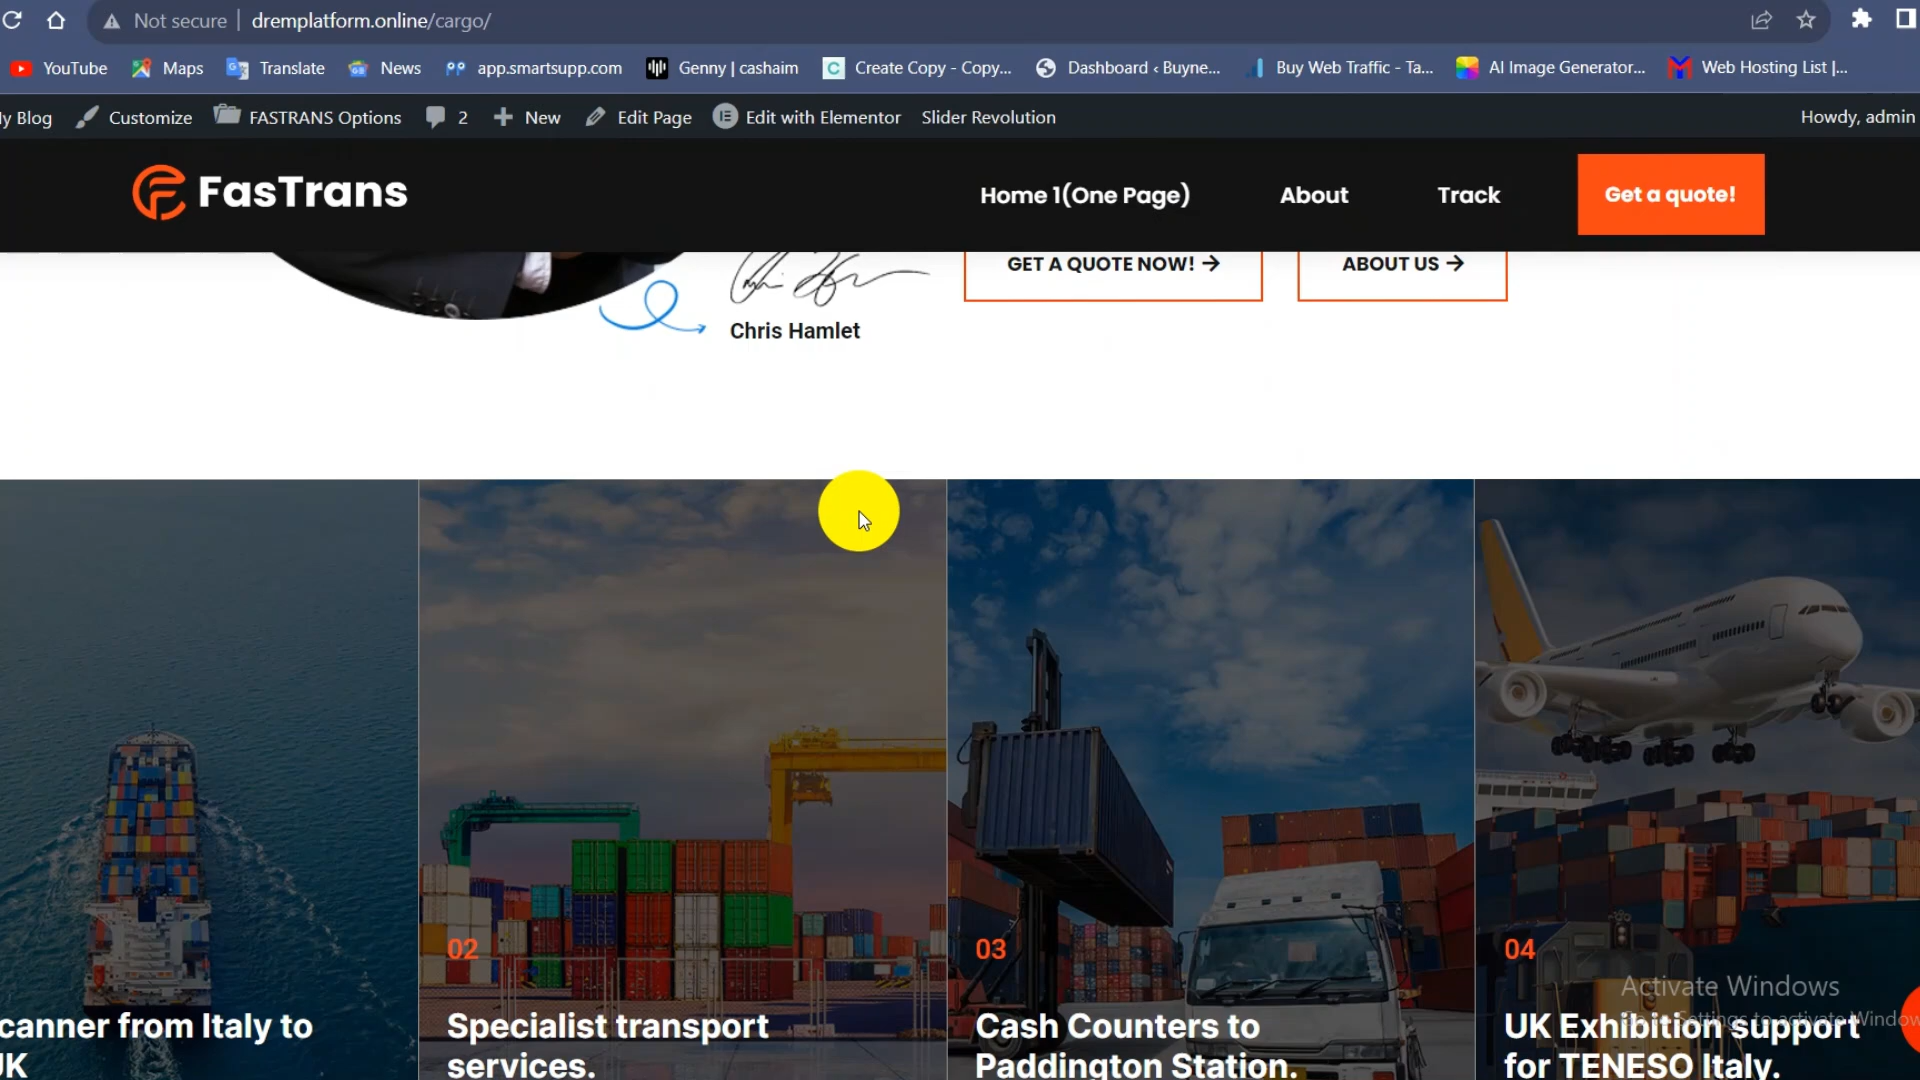 Not secure | dremplatform.online/cargo/
YouTube Maps Translate News app.smartsupp.com Genny | cashaim Create Copy - Copy... Dashboard ‹ Buyne... Buy Web Traffic - Ta... AI Image Generator... Web Hosting List |...
y Blog Customize FASTRANS Options 2 New Edit Page Edit with Elementor Slider Revolution Howdy, admin
FasTrans Home 1(One Page) About Track Get a quote!
GET A QUOTE NOW! → ABOUT US →
Chris Hamlet
02 03 04
Activate Windows
Settings to activate Window
canner from Italy to
UK
Specialist transport
services.
Cash Counters to
Paddington Station.
UK Exhibition support
for TENESO Italy.